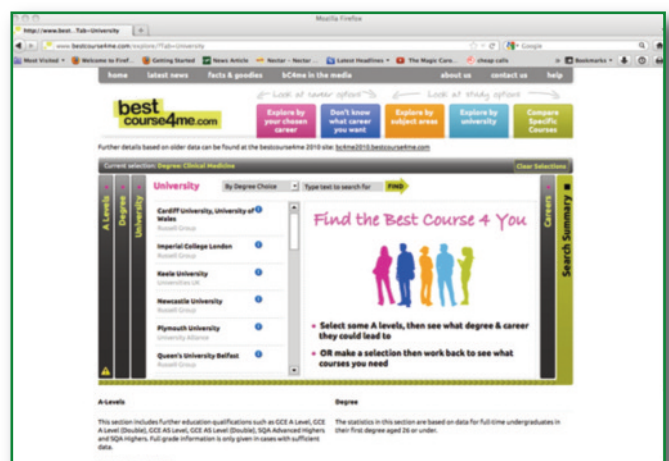 Mozilla Firefox
http://www.best...Tab=University
www.bestcourse4me.com/explore/?Tab=University
Google
Most Visited
Welcome to Firef...
Getting Started
News Article
Nectar - Nectar ...
Latest Headlines
The Magic Cara...
cheap calls
Bookmarks
home
latest news
facts & goodies
bC4me in the media
about us
contact us
help
Look at career options
Look at study options
best
course4me.com
Explore by
your chosen
career
Don't know
what career
you want
Explore by
subject areas
Explore by
university
Compare
Specific
Courses
Further details based on older data can be found at the bestcourse4me 2010 site: bc4me2010.bestcourse4me.com
Current selection: Degree: Clinical Medicine
Clear Selections
A Levels
Degree
University
University
By Degree Choice
Type text to search for
FIND
Cardiff University, University of
Wales
Russell Group
Imperial College London
Russell Group
Keele University
Universities UK
Newcastle University
Russell Group
Plymouth University
University Alliance
Queen's University Belfast
Russell Group
Find the Best Course 4 You
Select some A levels, then see what degree & career
they could lead to
OR make a selection then work back to see what
courses you need
Careers
Search Summary
A-Levels
This section includes further education qualifications such as GCE A Level, GCE
A Level (Double), GCE AS Level, GCE AS Level (Double), SQA Advanced Highers
and SQA Highers. Full grade information is only given in cases with sufficient
data.
Degree
The statistics in this section are based on data for full-time undergraduates in
their first degree aged 26 or under.